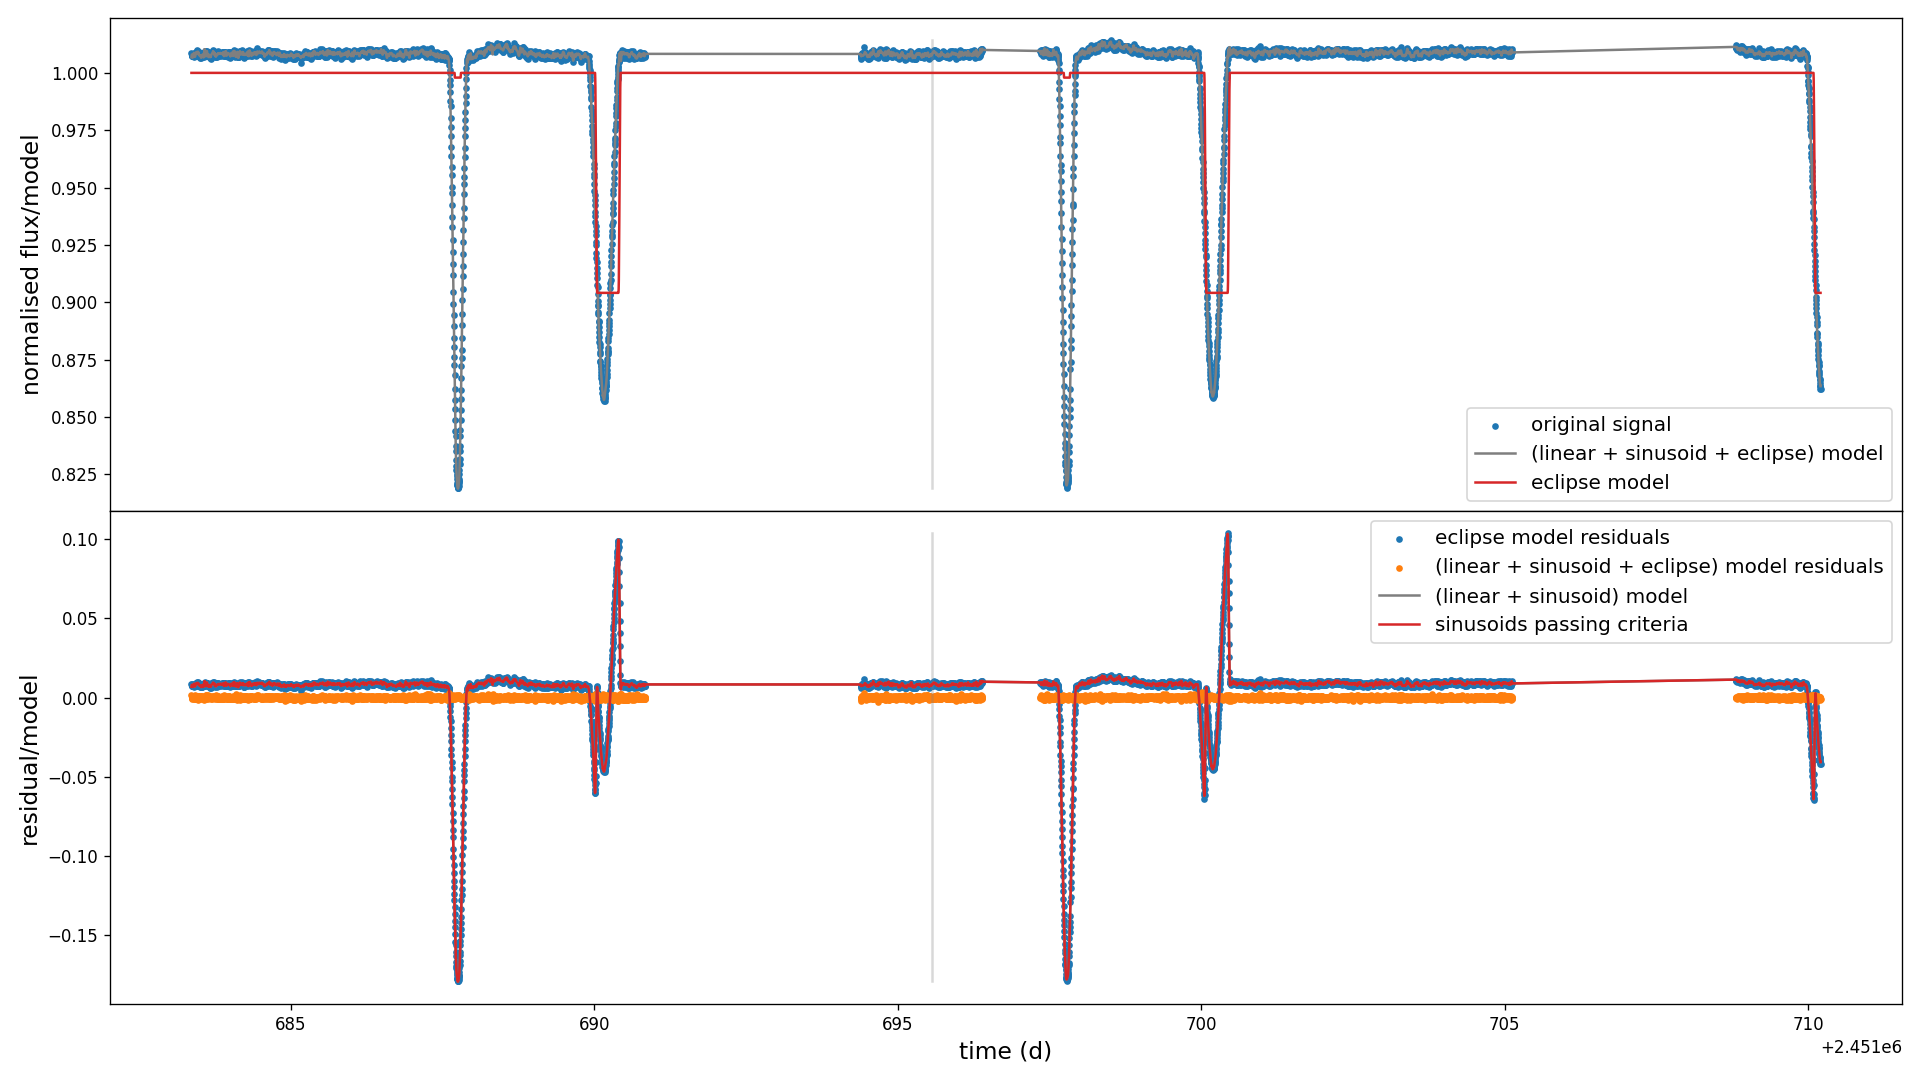 1.000
0.975
0.950
0.925
0.900
0.875
0.850
0.825
normalised flux/model
original signal
(linear + sinusoid + eclipse) model
eclipse model
0.10
0.05
0.00
−0.05
−0.10
−0.15
residual/model
eclipse model residuals
(linear + sinusoid + eclipse) model residuals
(linear + sinusoid) model
sinusoids passing criteria
685
690
695
700
705
710
time (d)
+2.451e6